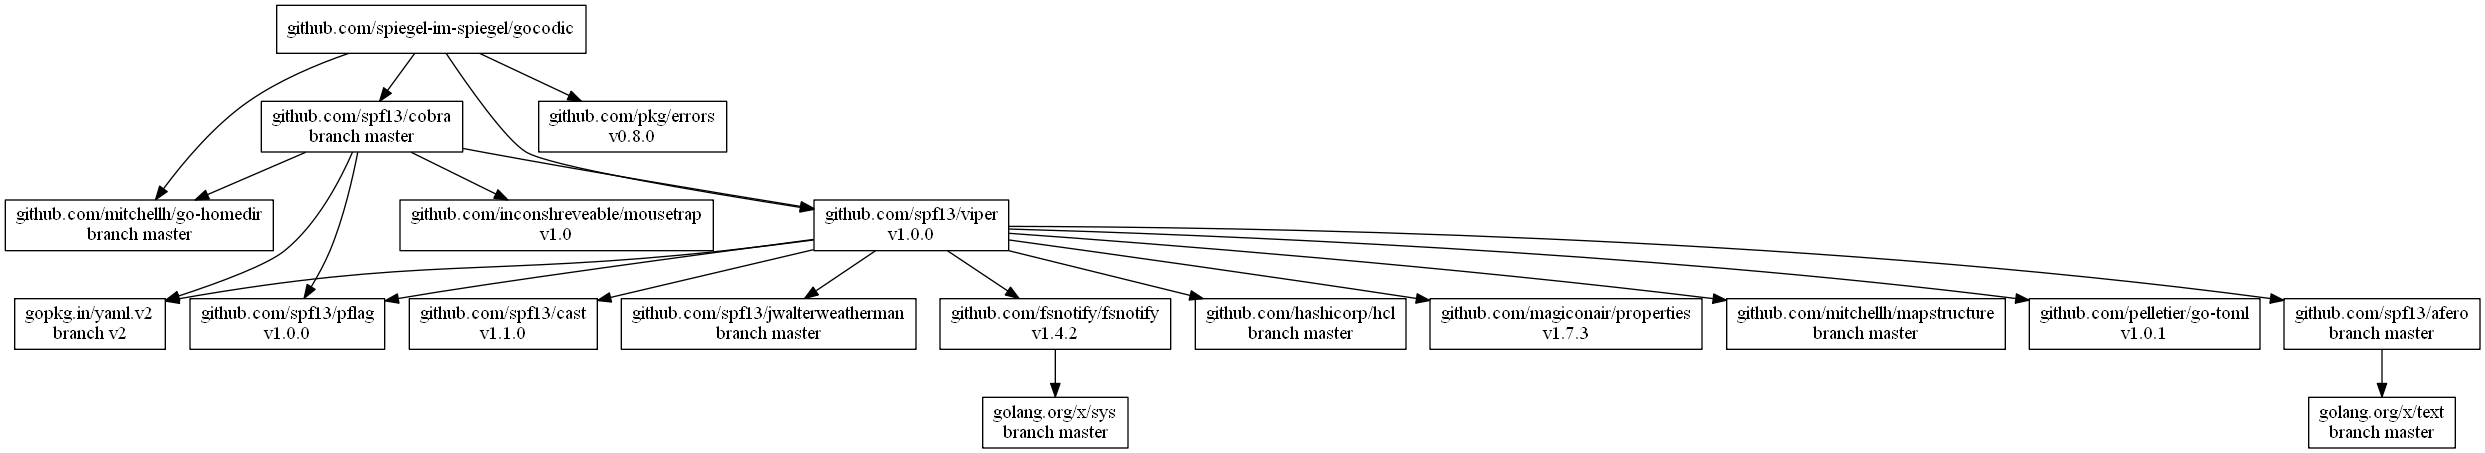 github.com/spiegel-im-spiegel/gocodic
github.com/spf13/cobra
branch master
github.com/pkg/errors
v0.8.0
github.com/mitchellh/go-homedir
branch master
github.com/inconshreveable/mousetrap
v1.0
github.com/spf13/viper
v1.0.0
gopkg.in/yaml.v2
branch v2
github.com/spf13/pflag
v1.0.0
github.com/spf13/cast
v1.1.0
github.com/spf13/jwalterweatherman
branch master
github.com/fsnotify/fsnotify
v1.4.2
github.com/hashicorp/hcl
branch master
github.com/magiconair/properties
v1.7.3
github.com/mitchellh/mapstructure
branch master
github.com/pelletier/go-toml
v1.0.1
github.com/spf13/afero
branch master
golang.org/x/sys
branch master
golang.org/x/text
branch master